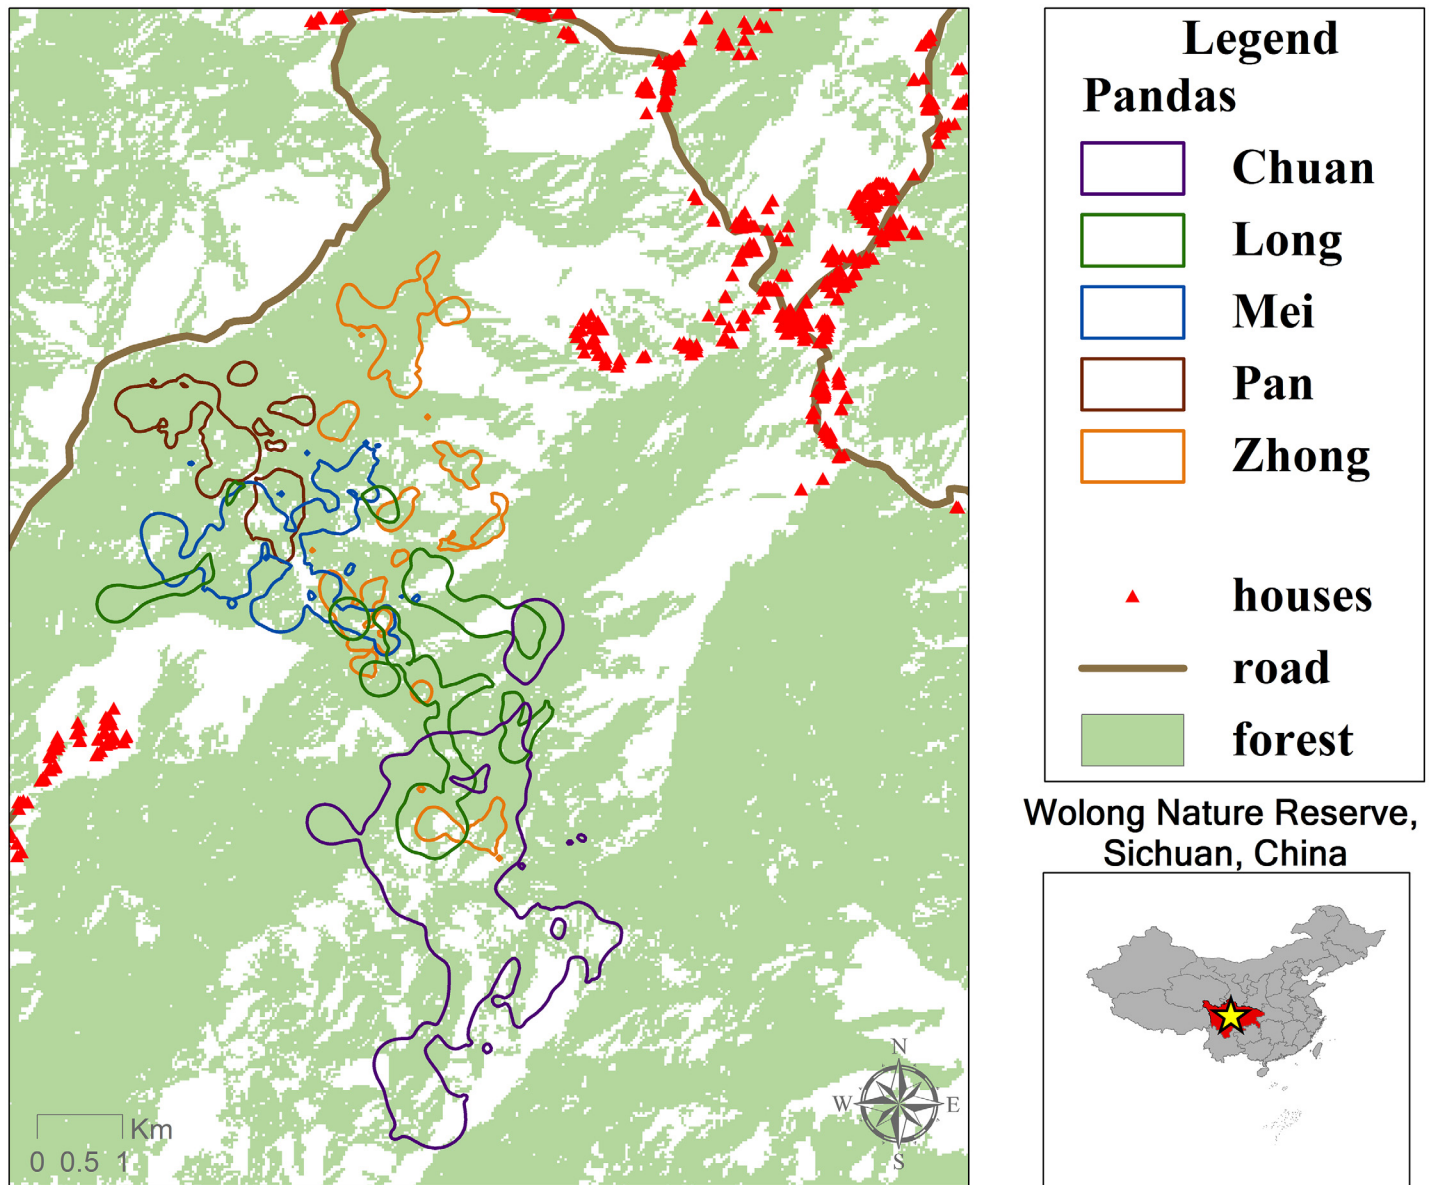 Legend
Pandas
Chuan
Long
Mei
Pan
Zhong
houses
road
forest
Wolong Nature Reserve,
Sichuan, China
N
W E
S
Km
0 0.5 1